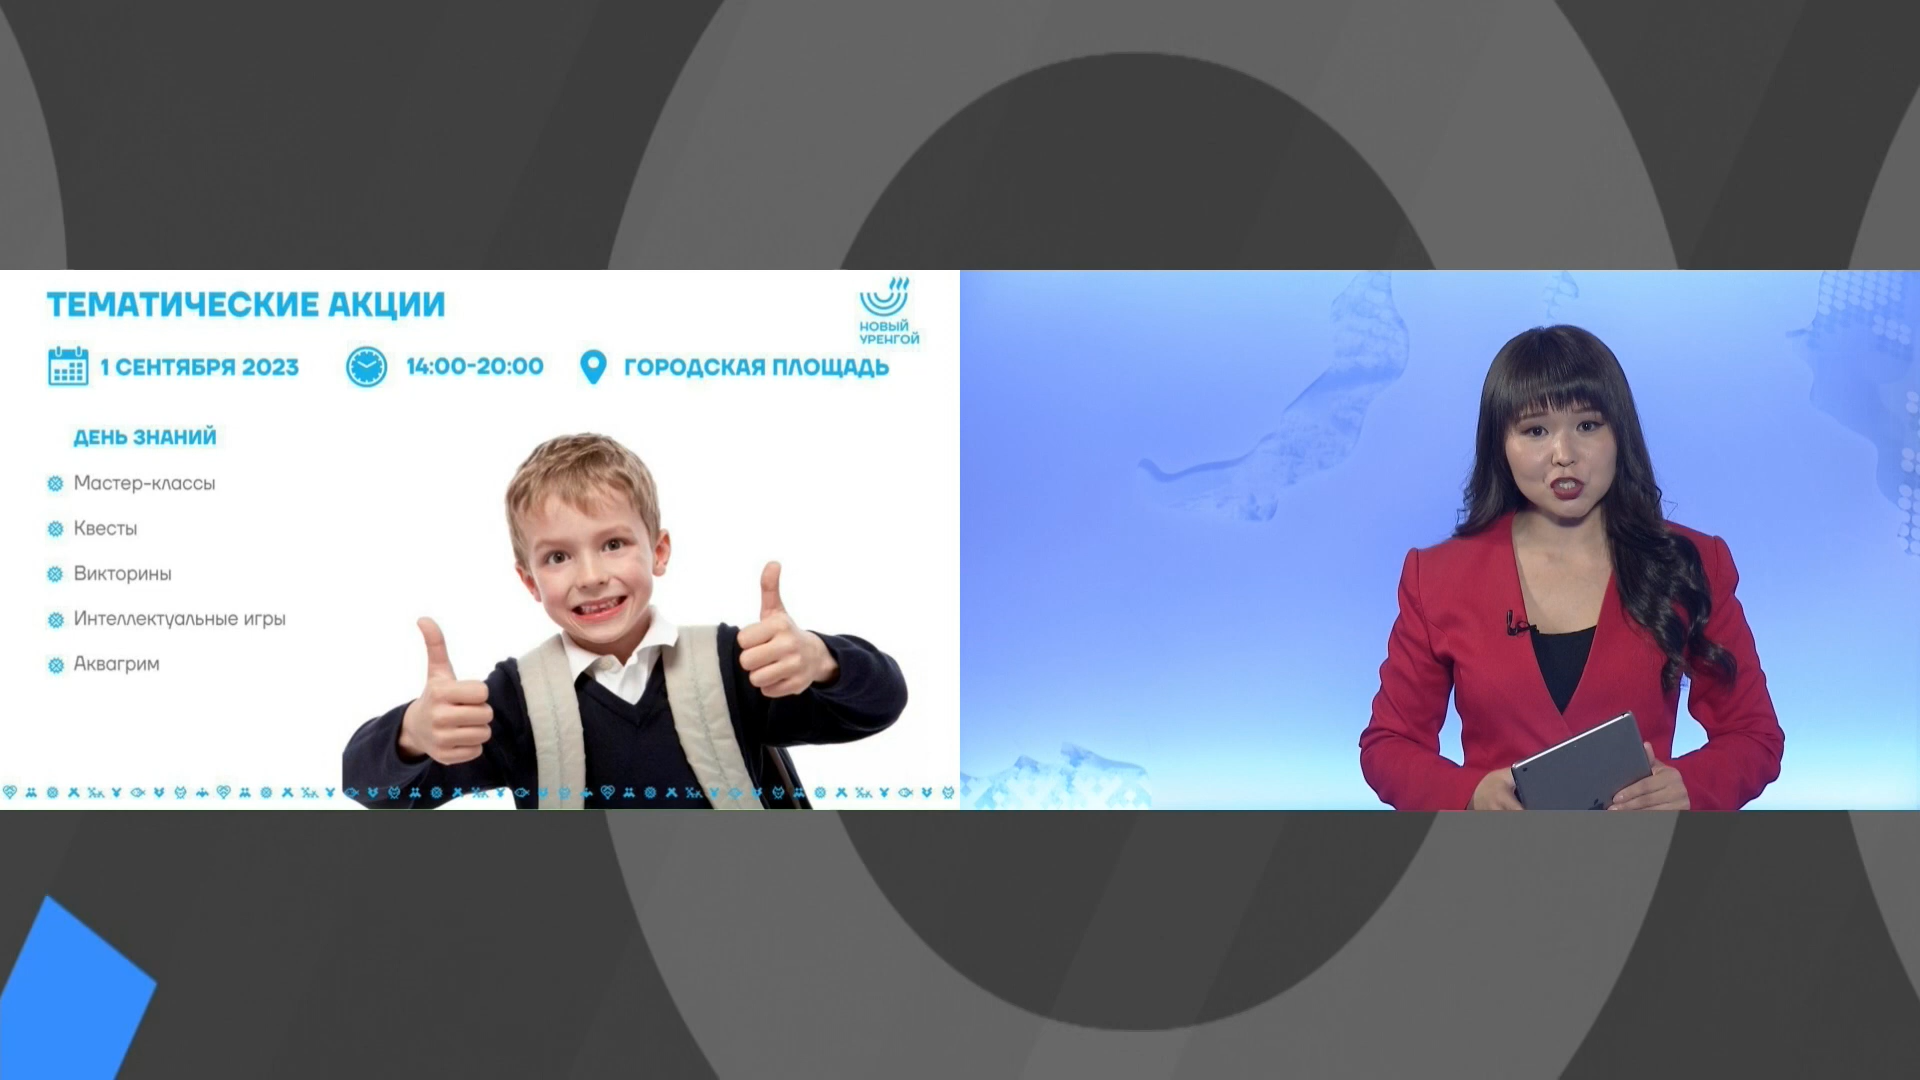 ТЕМАТИЧЕСКИЕ АКЦИИ
НОВЫЙ
УРЕНГОЙ
1 СЕНТЯБРЯ 2023
14:00-20:00
ГОРОДСКАЯ ПЛОЩАДЬ
ДЕНЬ ЗНАНИЙ
Мастер-классы
Квесты
Викторины
Интеллектуальные игры
Аквагрим